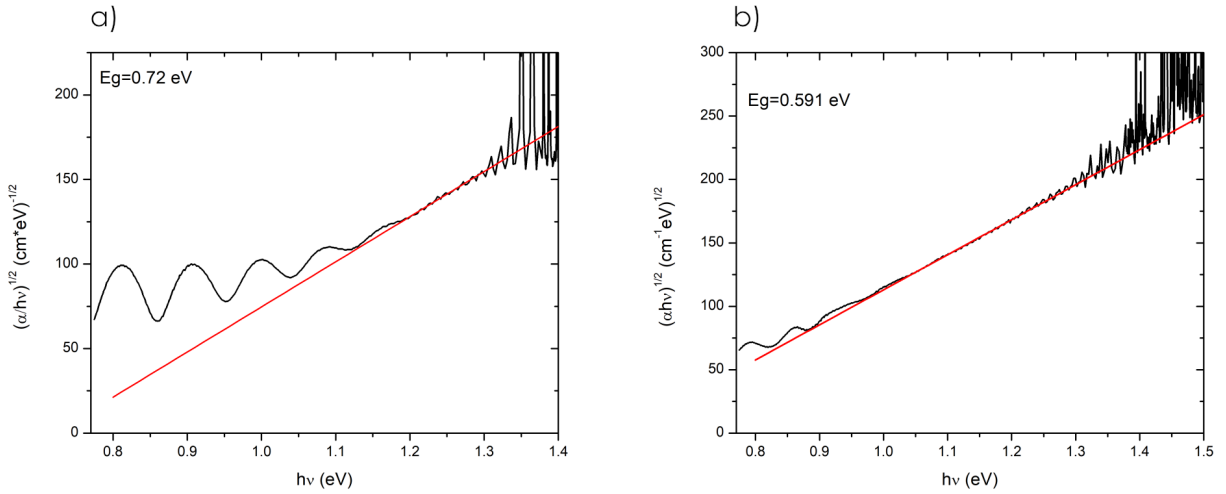 a)
Eg=0.72 eV
(α/hν)^1/2 (cm*eV)^-1/2
200
150
100
50
0
0.8 0.9 1.0 1.1 1.2 1.3 1.4
hν (eV)
b)
Eg=0.591 eV
(αhν)^1/2 (cm^-1eV)^1/2
300
250
200
150
100
50
0
0.8 0.9 1.0 1.1 1.2 1.3 1.4 1.5
hν (eV)